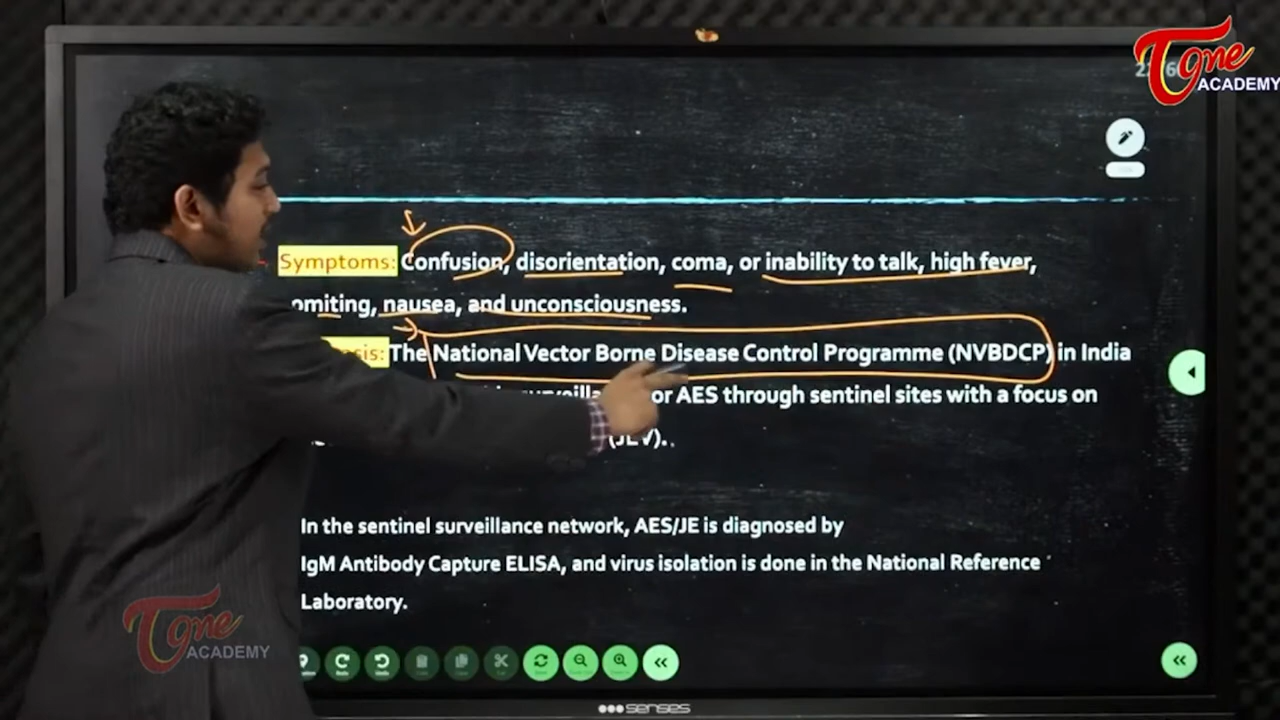 Tone
ACADEMY
Symptoms: Confusion, disorientation, coma, or inability to talk, high fever,
omiting, nausea, and unconsciousness.
The National Vector Borne Disease Control Programme (NVBDCP) in India
or AES through sentinel sites with a focus on
(JEV).
In the sentinel surveillance network, AES/JE is diagnosed by
IgM Antibody Capture ELISA, and virus isolation is done in the National Reference
Laboratory.
Tone
ACADEMY
senses